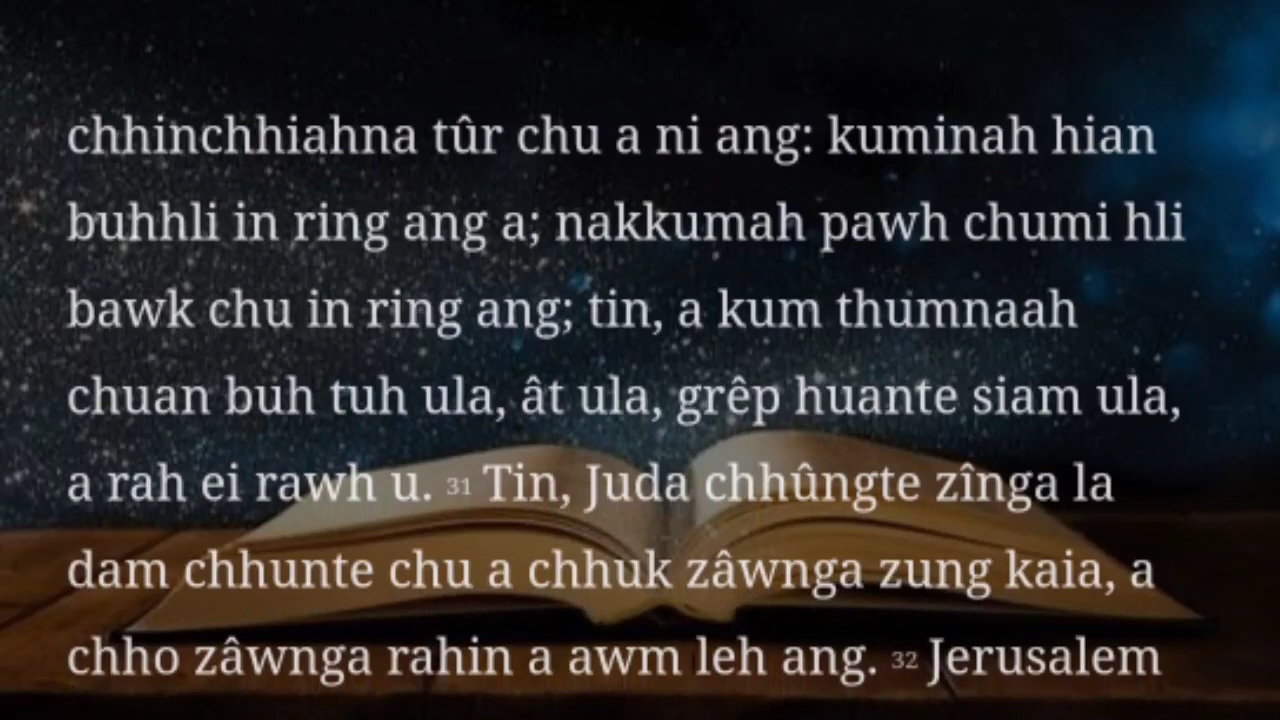 chhinchhiahna tûr chu a ni ang: kuminah hian
buhhli in ring ang a; nakkumah pawh chumi hli
bawk chu in ring ang; tin, a kum thumnaah
chuan buh tuh ula, ât ula, grêp huante siam ula,
a rah ei rawh u. 31 Tin, Juda chhûngte zînga la
dam chhunte chu a chhuk zâwnga zung kaia, a
chho zâwnga rahin a awm leh ang. 32 Jerusalem